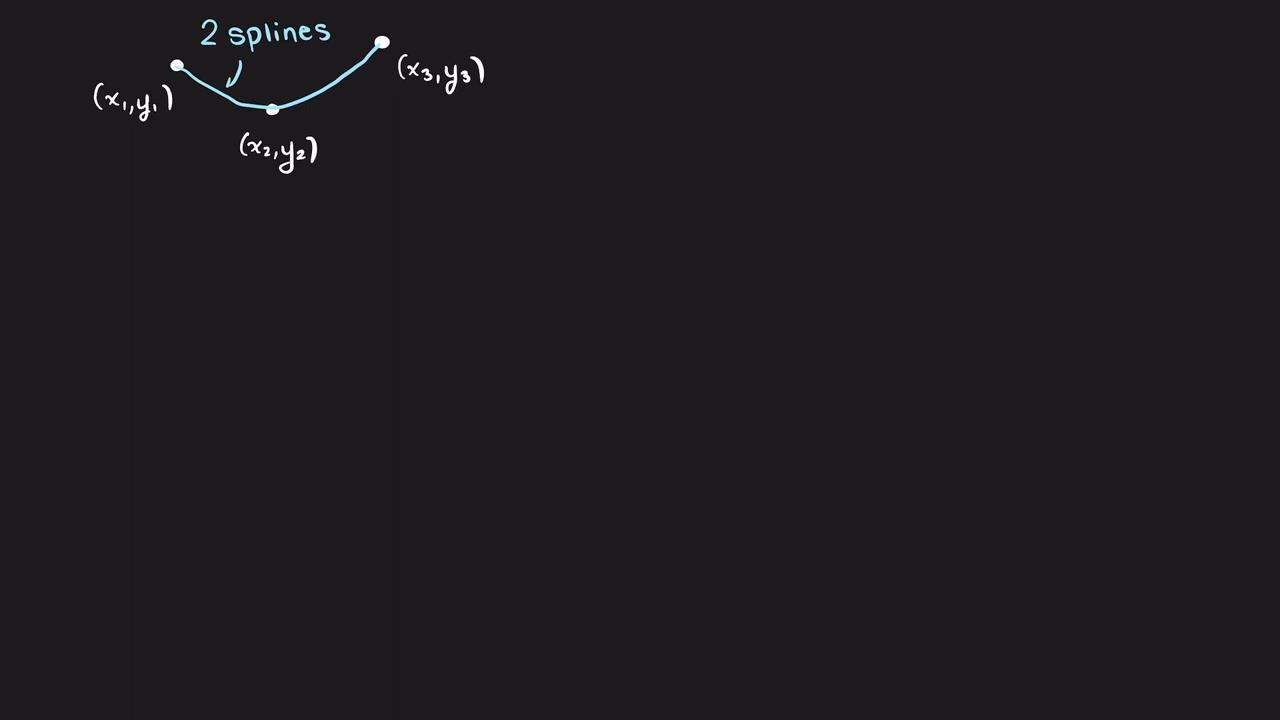 2 splines
(x₁,y₁)
(x₂,y₂)
(x₃,y₃)